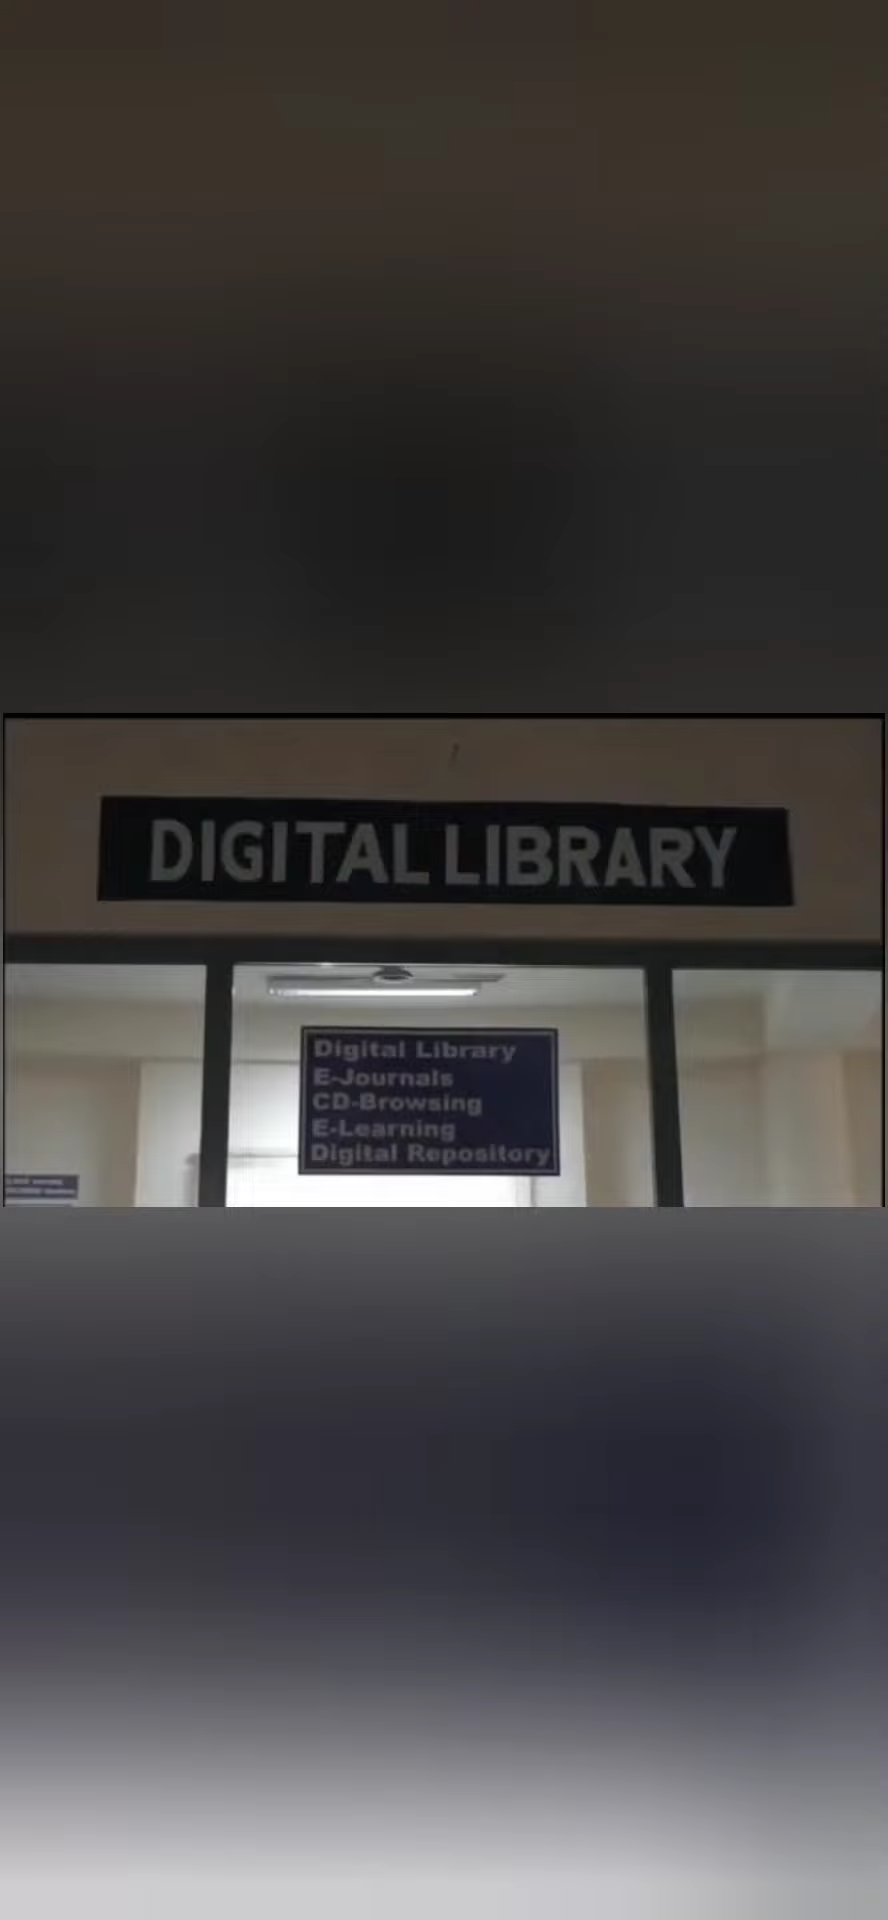 DIGITAL LIBRARY
Digital Library
E-Journals
CD-Browsing
E-Learning
Digital Repository